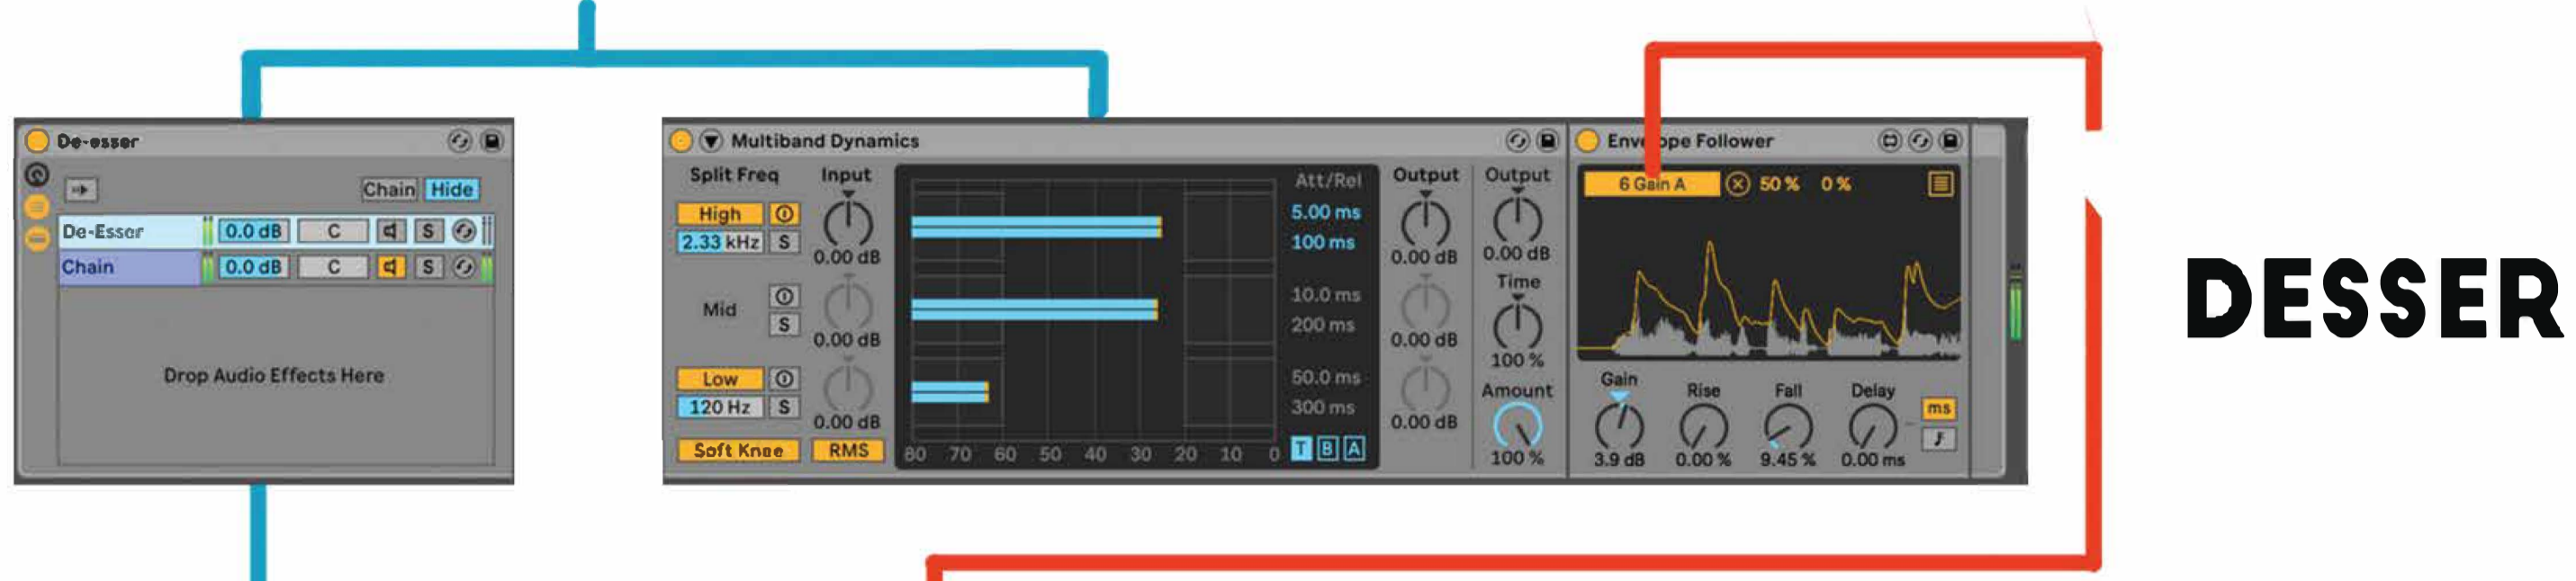 De-esser
Chain Hide
De-Esser 0.0 dB C S
Chain 0.0 dB C S
Drop Audio Effects Here
Multiband Dynamics
Split Freq Input Att/Rel Output Output
High 5.00 ms
2.33 kHz S 100 ms
0.00 dB 0.00 dB 0.00 dB
Mid 10.0 ms Time
S 200 ms
0.00 dB 0.00 dB 100 %
Low 50.0 ms Amount
120 Hz S 300 ms
0.00 dB 0.00 dB
Soft Knee RMS 80 70 60 50 40 30 20 10 0 T B A 100 %
Envelope Follower
6 Gain A 50 % 0 %
Gain Rise Fall Delay
ms
3.9 dB 0.00 % 9.45 % 0.00 ms
DESSER